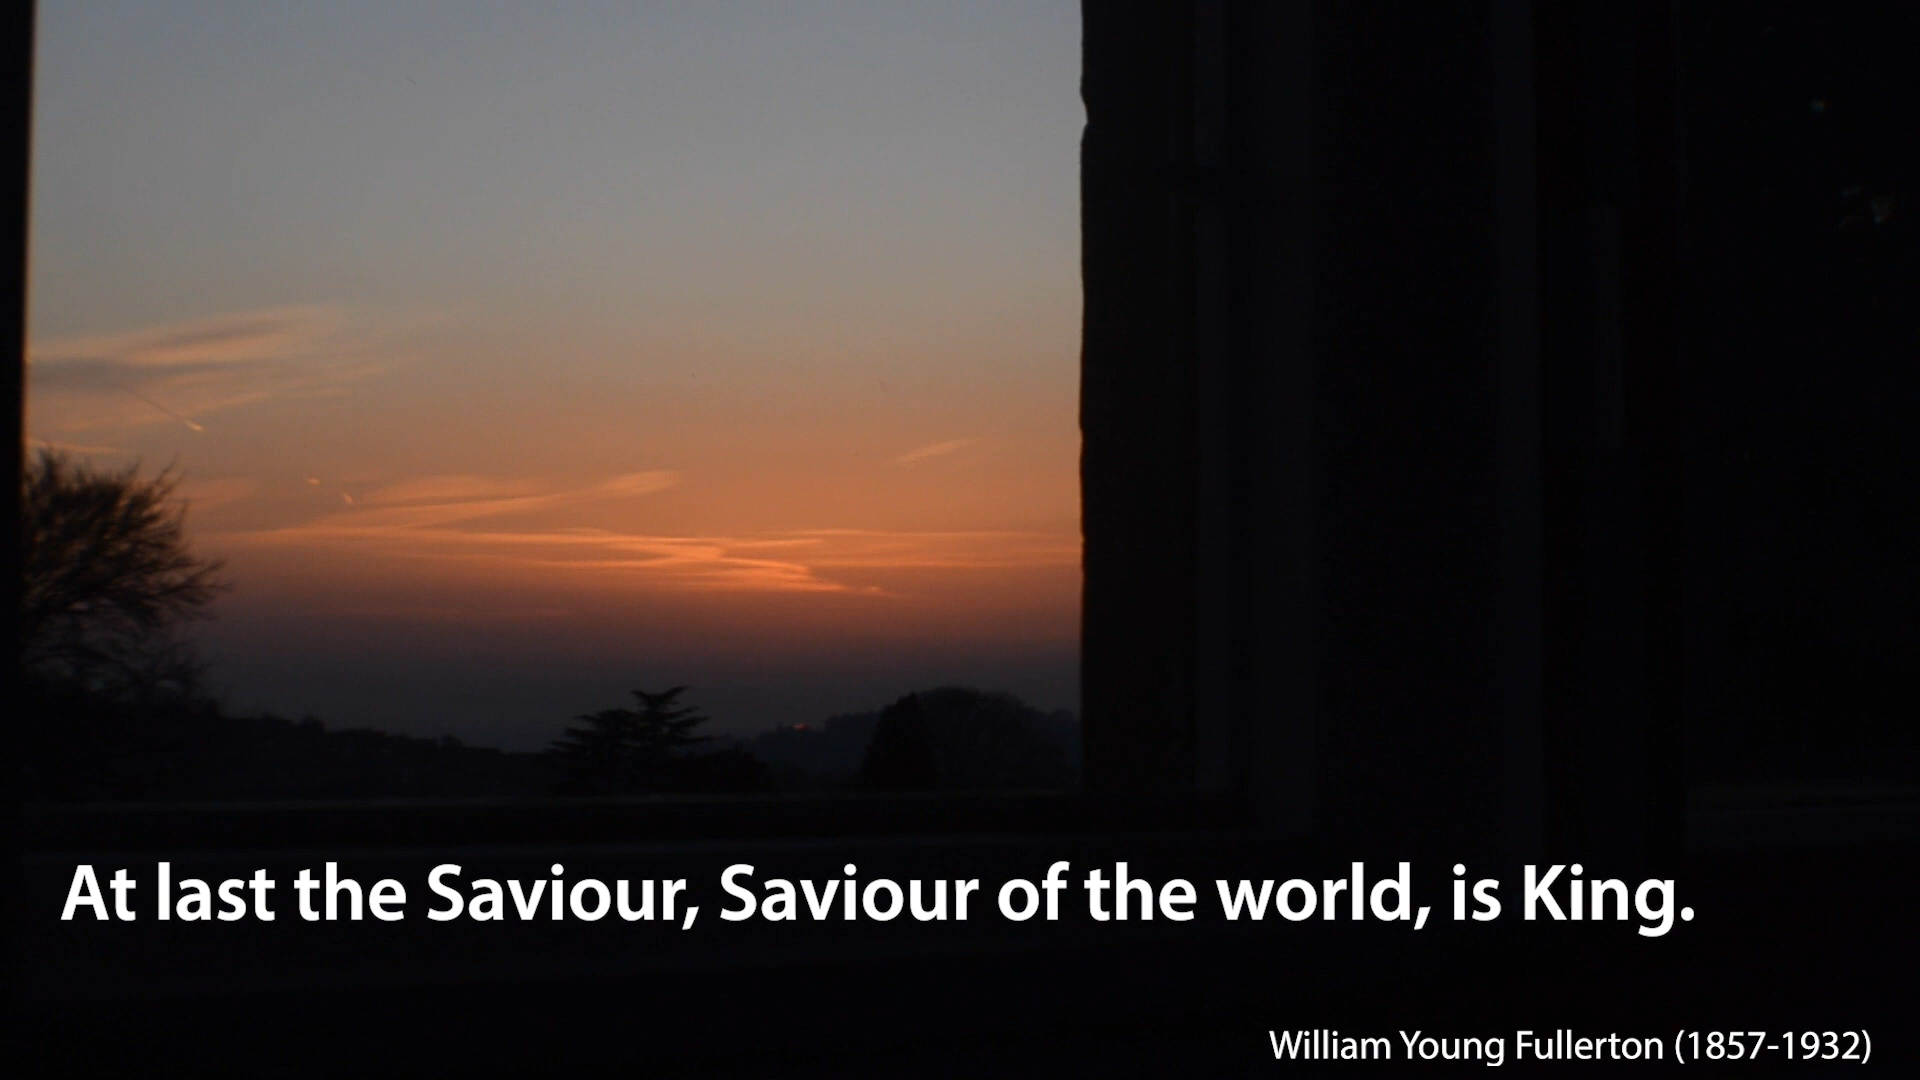 At last the Saviour, Saviour of the world, is King.
William Young Fullerton (1857-1932)